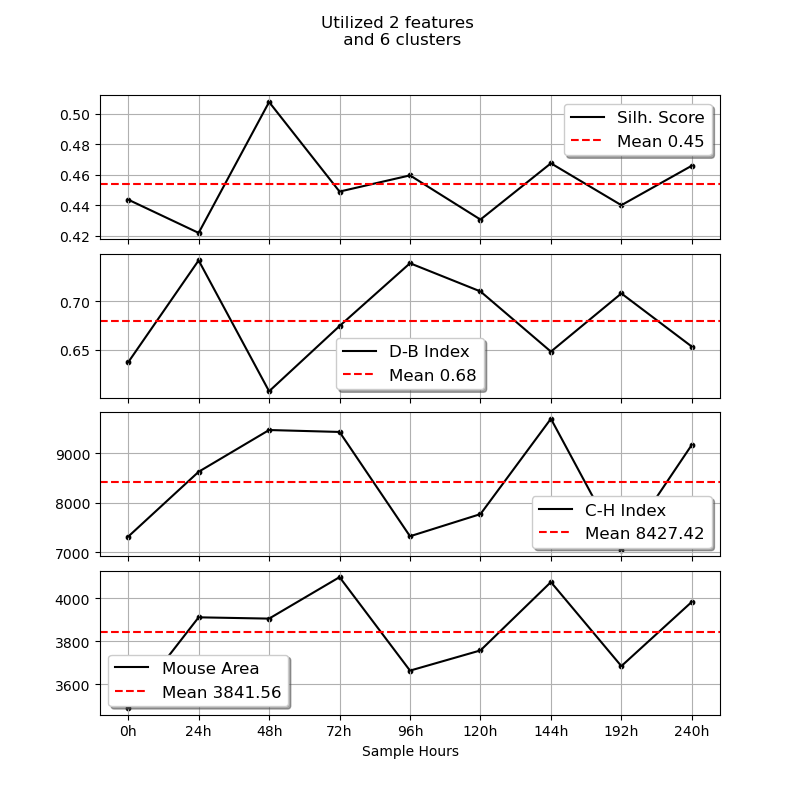 Utilized 2 features
and 6 clusters
0.50
0.48
0.46
0.44
0.42
Silh. Score
Mean 0.45
0.70
0.65
D-B Index
Mean 0.68
9000
8000
7000
C-H Index
Mean 8427.42
4000
3800
3600
Mouse Area
Mean 3841.56
0h 24h 48h 72h 96h 120h 144h 192h 240h
Sample Hours